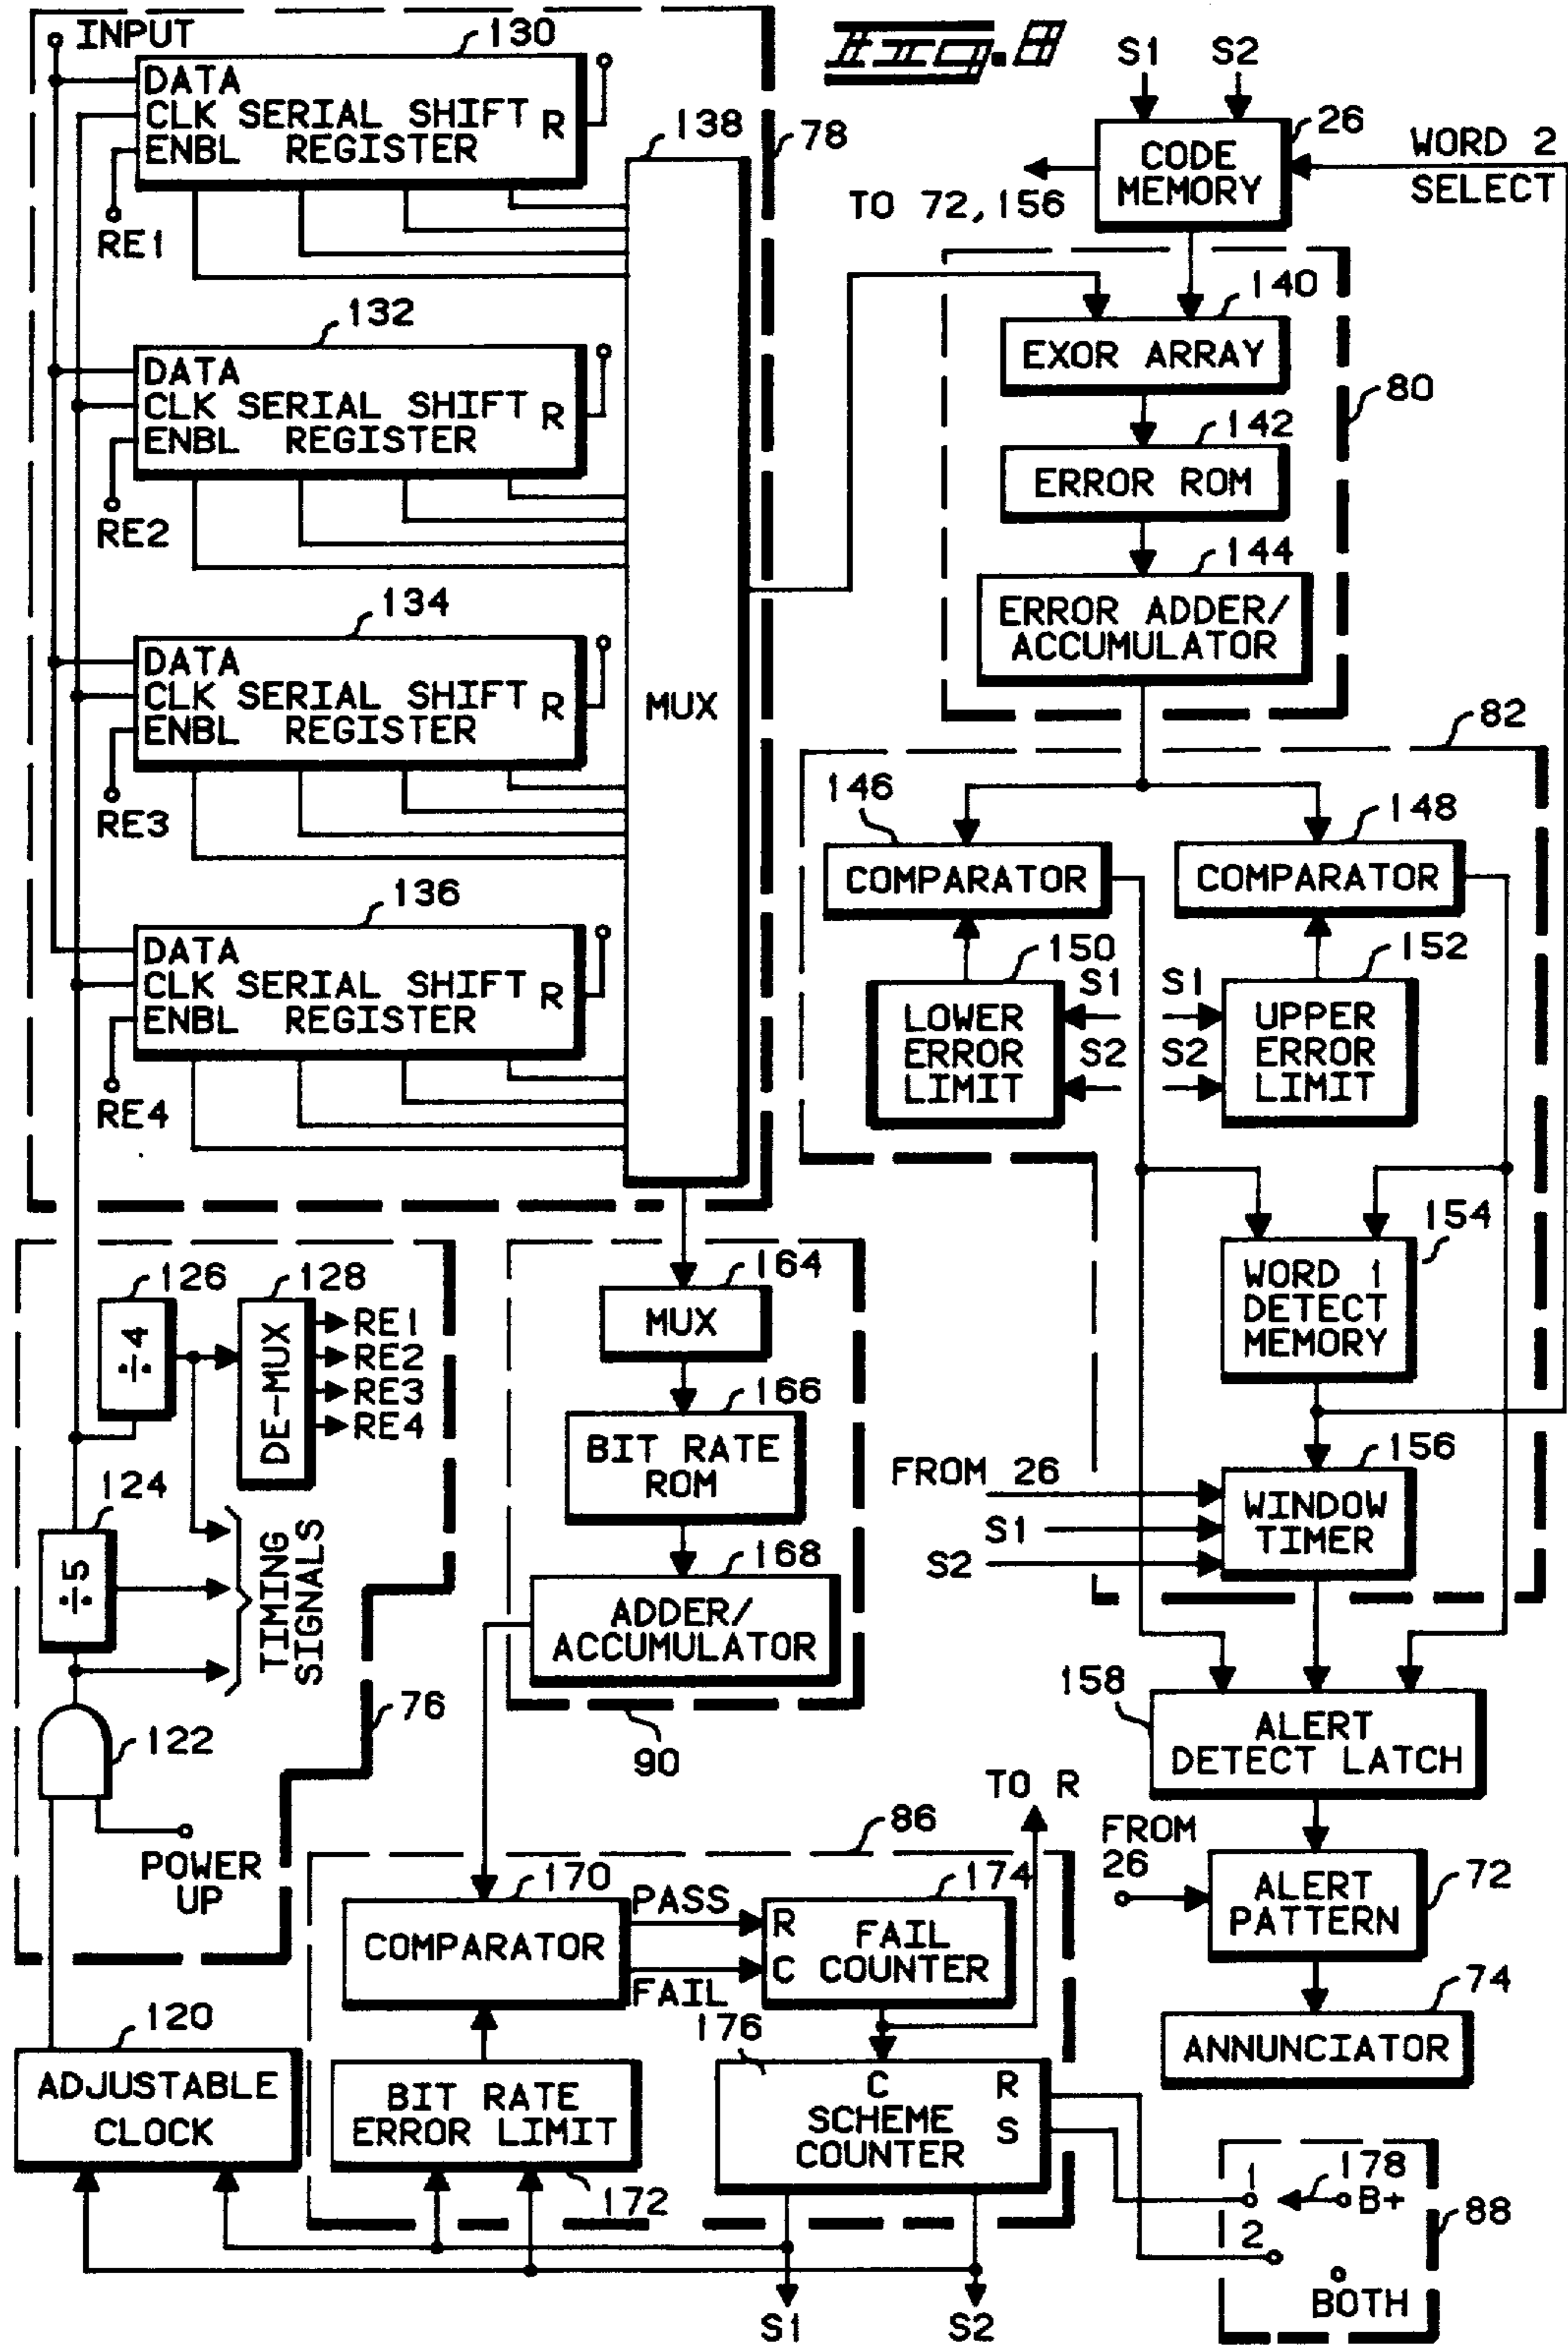 INPUT
130
Fig. 8
DATA
CLK SERIAL SHIFT R
ENBL REGISTER
RE1
138
78
S1 S2
26
CODE
MEMORY
WORD 2
SELECT
TO 72, 156
132
DATA
CLK SERIAL SHIFT R
ENBL REGISTER
RE2
140
EXOR ARRAY
80
142
ERROR ROM
144
ERROR ADDER/
ACCUMULATOR
134
DATA
CLK SERIAL SHIFT R
ENBL REGISTER
RE3
MUX
82
146
COMPARATOR
148
COMPARATOR
136
DATA
CLK SERIAL SHIFT R
ENBL REGISTER
RE4
150
LOWER
ERROR
LIMIT
S1
S2
152
S1
S2
UPPER
ERROR
LIMIT
154
WORD 1
DETECT
MEMORY
126
÷4
128
DE-MUX
RE1
RE2
RE3
RE4
164
MUX
166
BIT RATE
ROM
168
ADDER/
ACCUMULATOR
90
124
÷5
TIMING
SIGNALS
76
122
POWER
UP
FROM 26
S1
S2
156
WINDOW
TIMER
158
ALERT
DETECT LATCH
TO R
86
FROM
26
ALERT
PATTERN
72
74
ANNUNCIATOR
170
COMPARATOR
PASS
FAIL
174
R FAIL
C COUNTER
120
ADJUSTABLE
CLOCK
BIT RATE
ERROR LIMIT
172
176
C R
SCHEME S
COUNTER
1
178
B+
2
BOTH
88
S1 S2